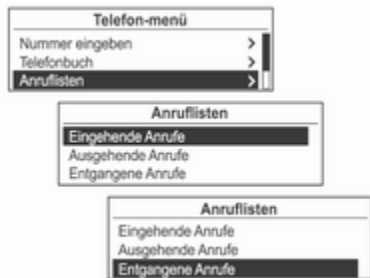 Telefon-menü
Nummer eingeben
Telefonbuch
Anruflisten
Anruflisten
Eingehende Anrufe
Ausgehende Anrufe
Entgangene Anrufe
Anruflisten
Eingehende Anrufe
Ausgehende Anrufe
Entgangene Anrufe